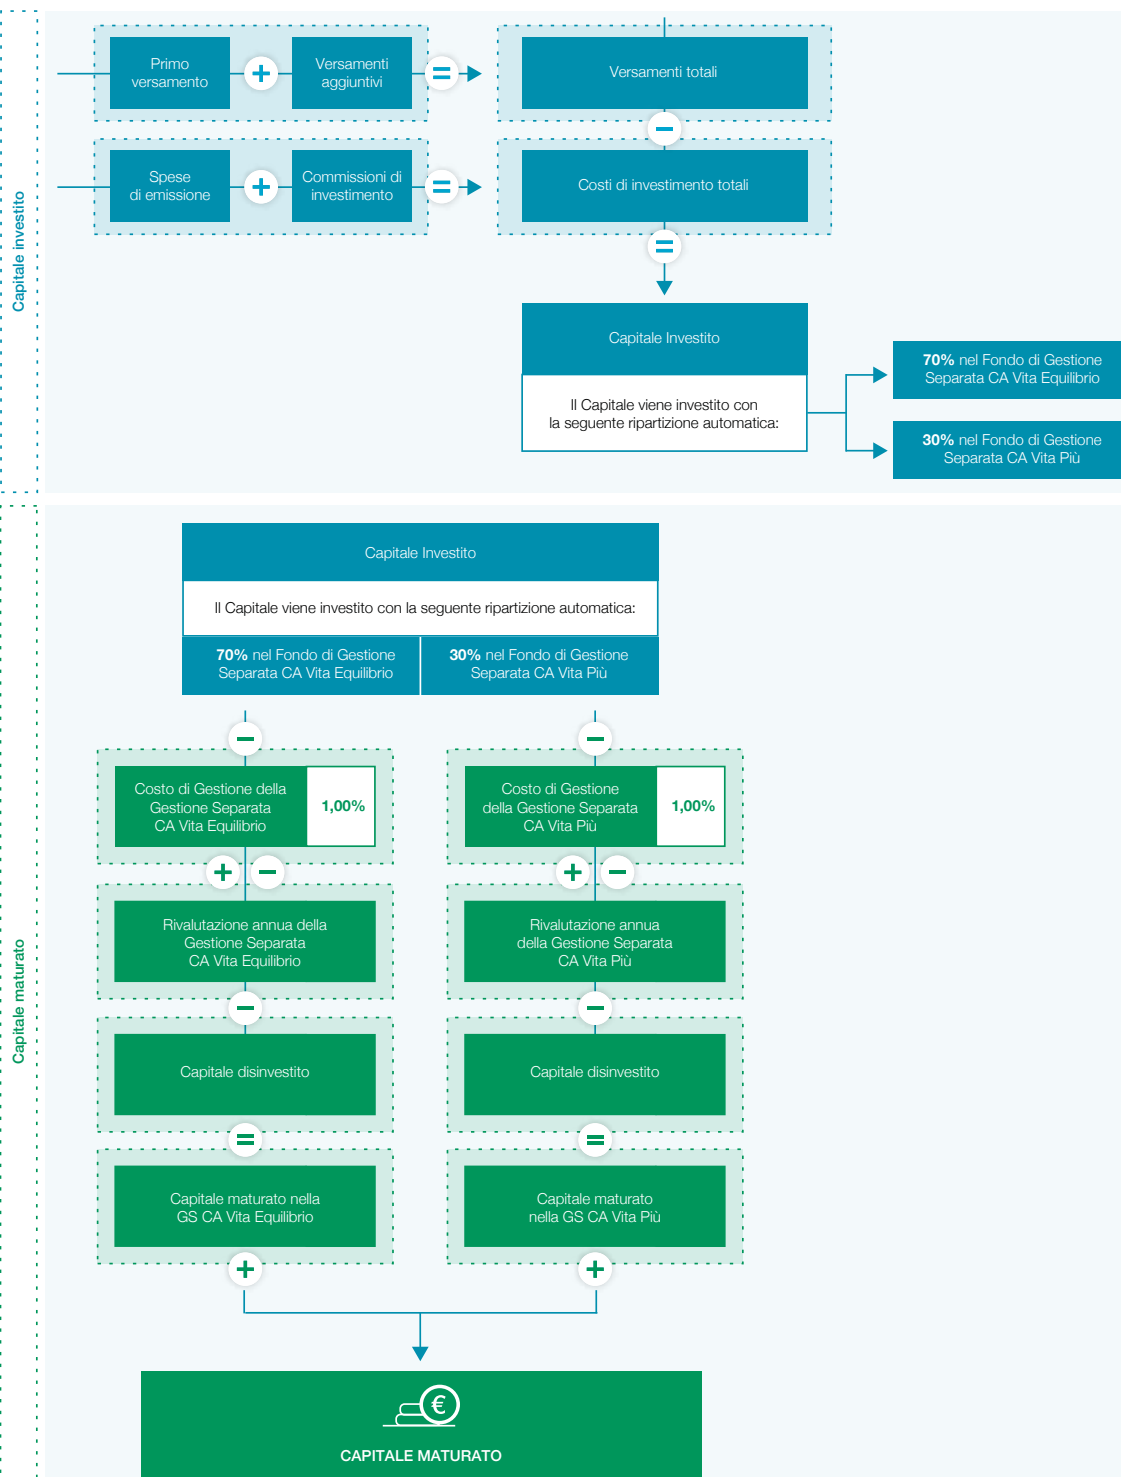 Capitale investito
Primo
versamento
+
Versamenti
aggiuntivi
=
Versamenti totali
−
Spese
di emissione
+
Commissioni di
investimento
=
Costi di investimento totali
=
Capitale Investito
Il Capitale viene investito con
la seguente ripartizione automatica:
70% nel Fondo di Gestione
Separata CA Vita Equilibrio
30% nel Fondo di Gestione
Separata CA Vita Più
Capitale maturato
Capitale Investito
Il Capitale viene investito con la seguente ripartizione automatica:
70% nel Fondo di Gestione
Separata CA Vita Equilibrio
30% nel Fondo di Gestione
Separata CA Vita Più
−
−
Costo di Gestione della
Gestione Separata
CA Vita Equilibrio
1,00%
Costo di Gestione
della Gestione Separata
CA Vita Più
1,00%
+ −
+ −
Rivalutazione annua della
Gestione Separata
CA Vita Equilibrio
Rivalutazione annua
della Gestione Separata
CA Vita Più
−
−
Capitale disinvestito
Capitale disinvestito
=
=
Capitale maturato nella
GS CA Vita Equilibrio
Capitale maturato
nella GS CA Vita Più
+
+
€
CAPITALE MATURATO